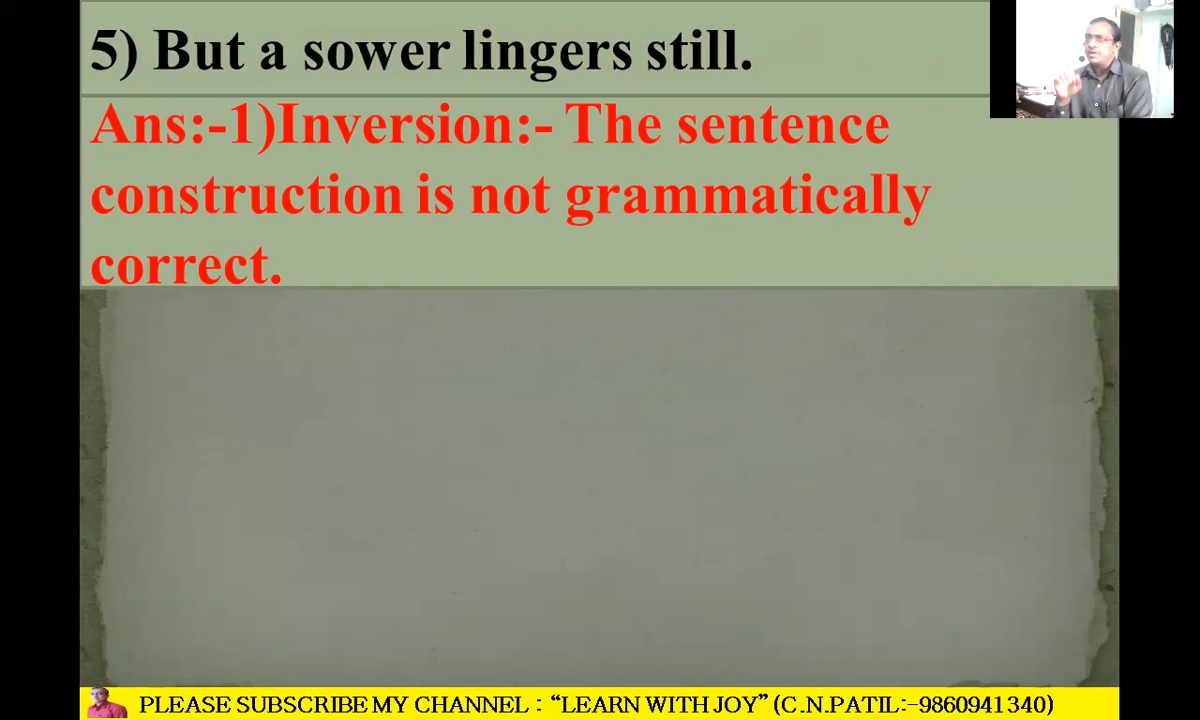 5) But a sower lingers still.
Ans:-1)Inversion:- The sentence
construction is not grammatically
correct.
PLEASE SUBSCRIBE MY CHANNEL : “LEARN WITH JOY” (C.N.PATIL:-9860941340)